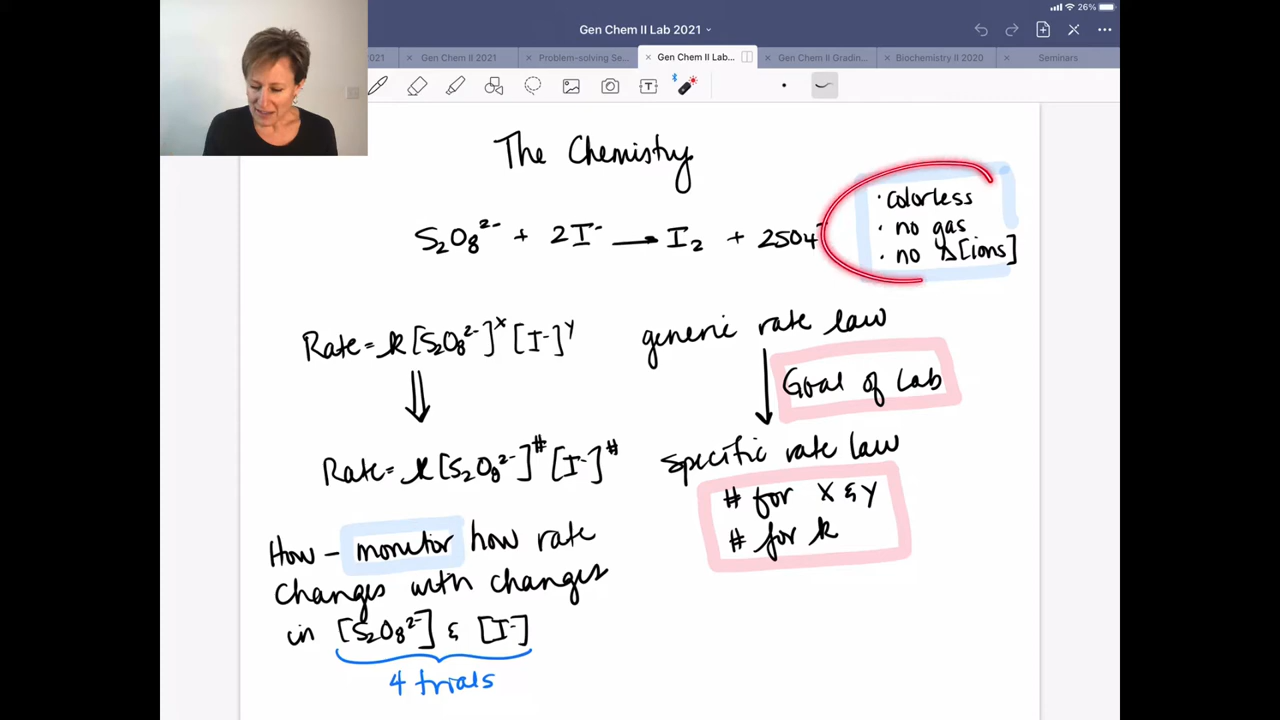 26%
Gen Chem II Lab 2021
2021
Gen Chem II 2021
Problem-solving Se...
Gen Chem II Lab...
Gen Chem II Gradin...
Biochemistry II 2020
Seminars
T
The Chemistry
S₂O₈²⁻ + 2I⁻ → I₂ + 2SO₄⁻
· colorless
· no gas
· no Δ[ions]
Rate = k[S₂O₈²⁻]ˣ[I⁻]ʸ
generic rate law
Goal of Lab
Rate = k[S₂O₈²⁻]^# [I⁻]^#
specific rate law
# for x & y
# for k
How – monitor how rate
changes with changes
in [S₂O₈²⁻] & [I⁻]
4 trials